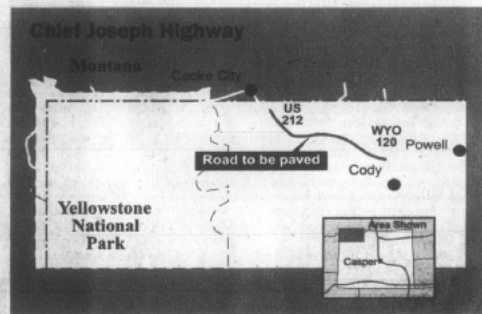 Chief Joseph Highway
Montana
Cooke City
US
212
WYO
120
Powell
Road to be paved
Cody
Yellowstone
National
Park
Area Shown
Casper